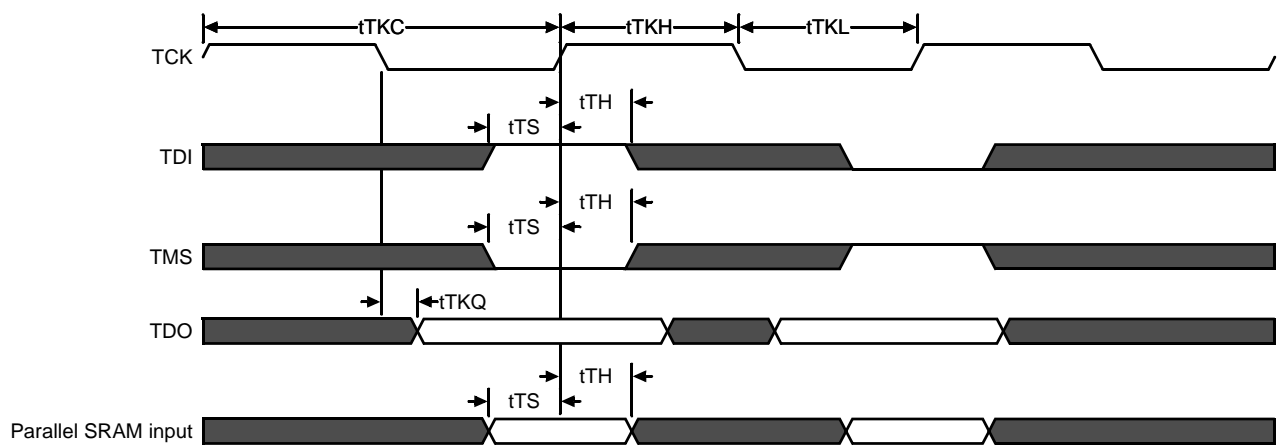 tTKC tTKH tTKL
TCK
tTH
tTS
TDI
tTH
tTS
TMS
tTKQ
TDO
tTH
tTS
Parallel SRAM input